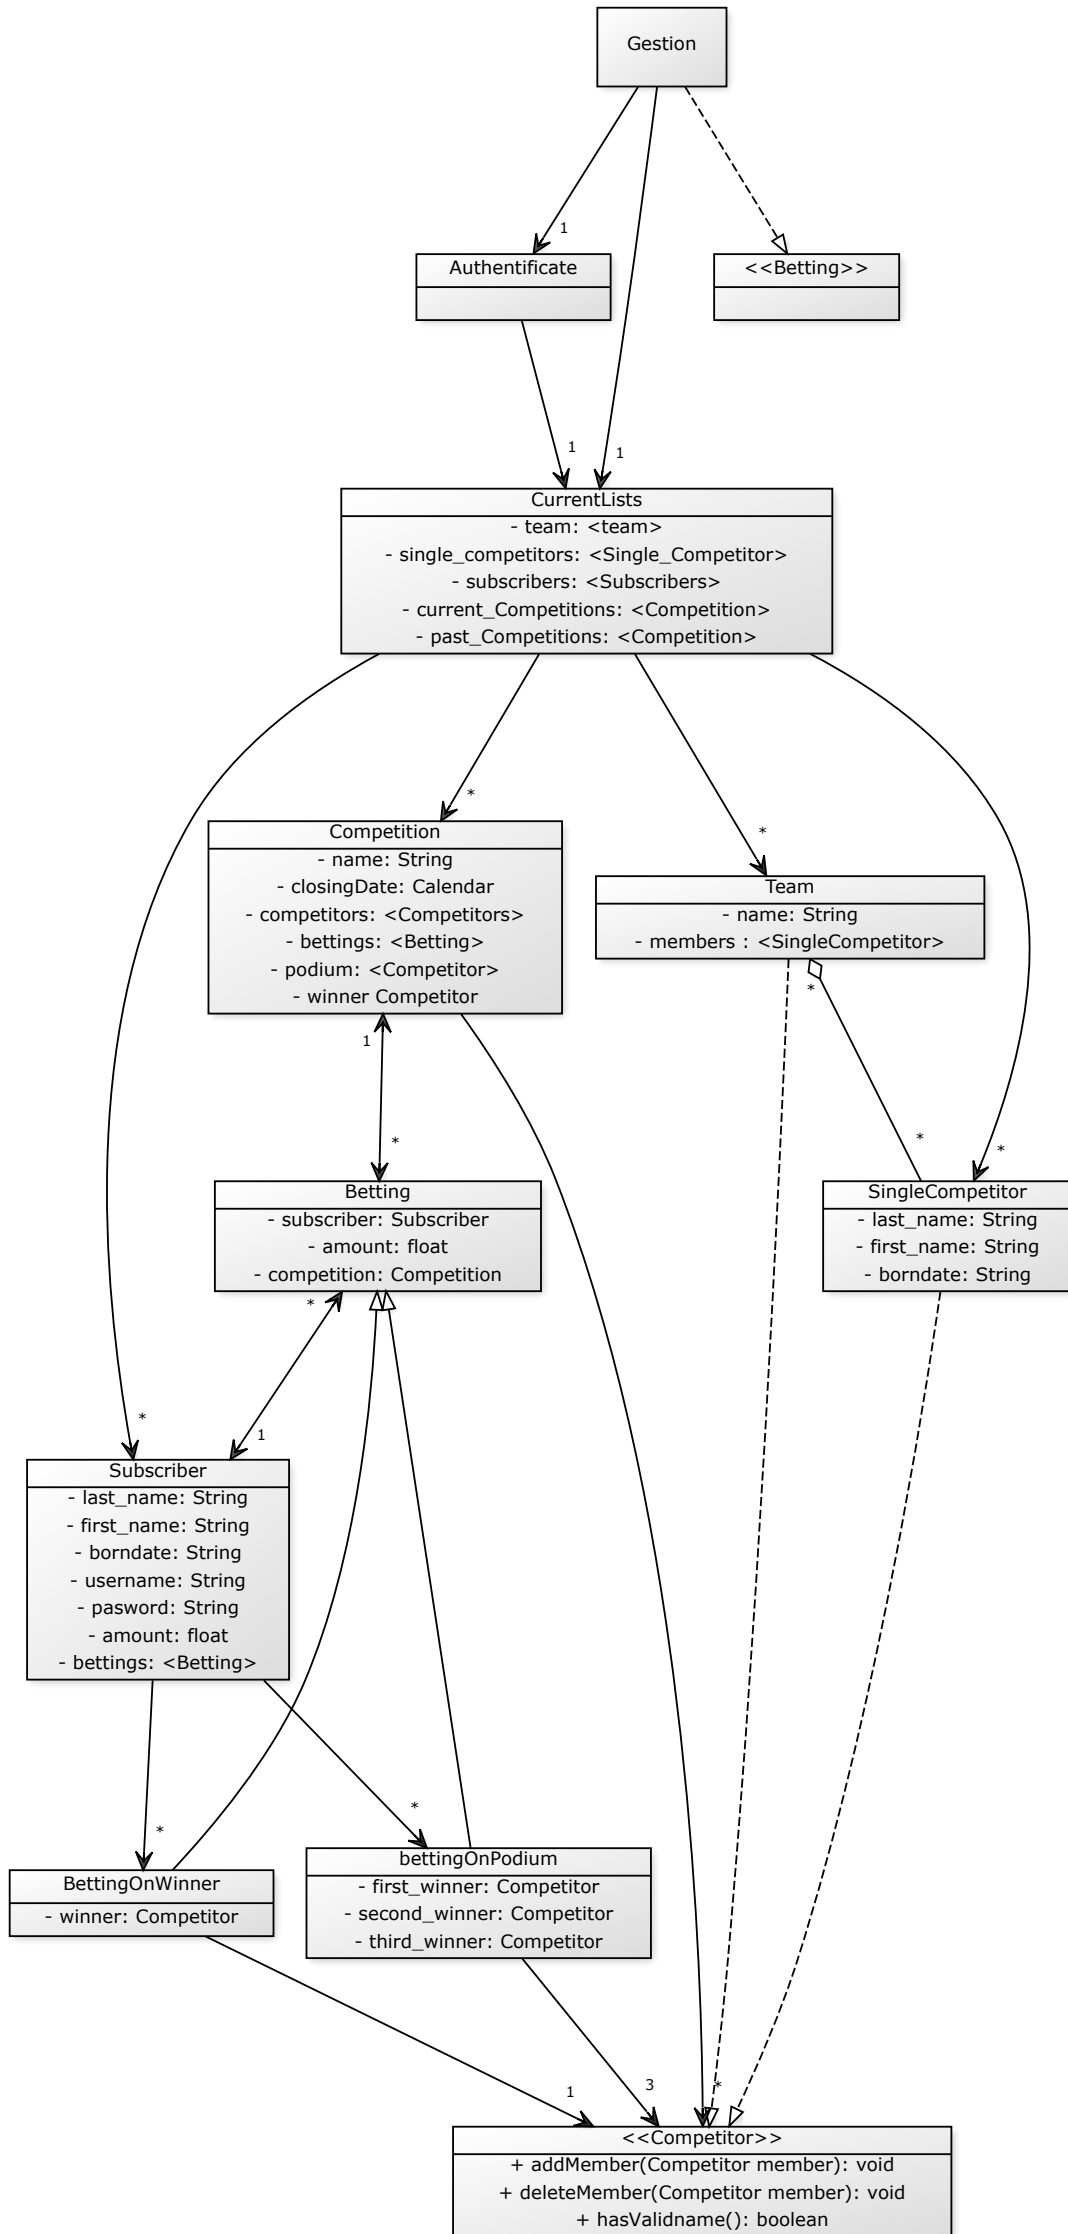 Gestion
1
Authentificate
<<Betting>>
1
1
CurrentLists
- team: <team>
- single_competitors: <Single_Competitor>
- subscribers: <Subscribers>
- current_Competitions: <Competition>
- past_Competitions: <Competition>
*
*
Competition
- name: String
- closingDate: Calendar
- competitors: <Competitors>
- bettings: <Betting>
- podium: <Competitor>
- winner Competitor
Team
- name: String
- members : <SingleCompetitor>
*
1
*
*
*
Betting
- subscriber: Subscriber
- amount: float
- competition: Competition
SingleCompetitor
- last_name: String
- first_name: String
- borndate: String
*
*
1
Subscriber
- last_name: String
- first_name: String
- borndate: String
- username: String
- pasword: String
- amount: float
- bettings: <Betting>
*
*
BettingOnWinner
- winner: Competitor
bettingOnPodium
- first_winner: Competitor
- second_winner: Competitor
- third_winner: Competitor
1
3
*
<<Competitor>>
+ addMember(Competitor member): void
+ deleteMember(Competitor member): void
+ hasValidname(): boolean